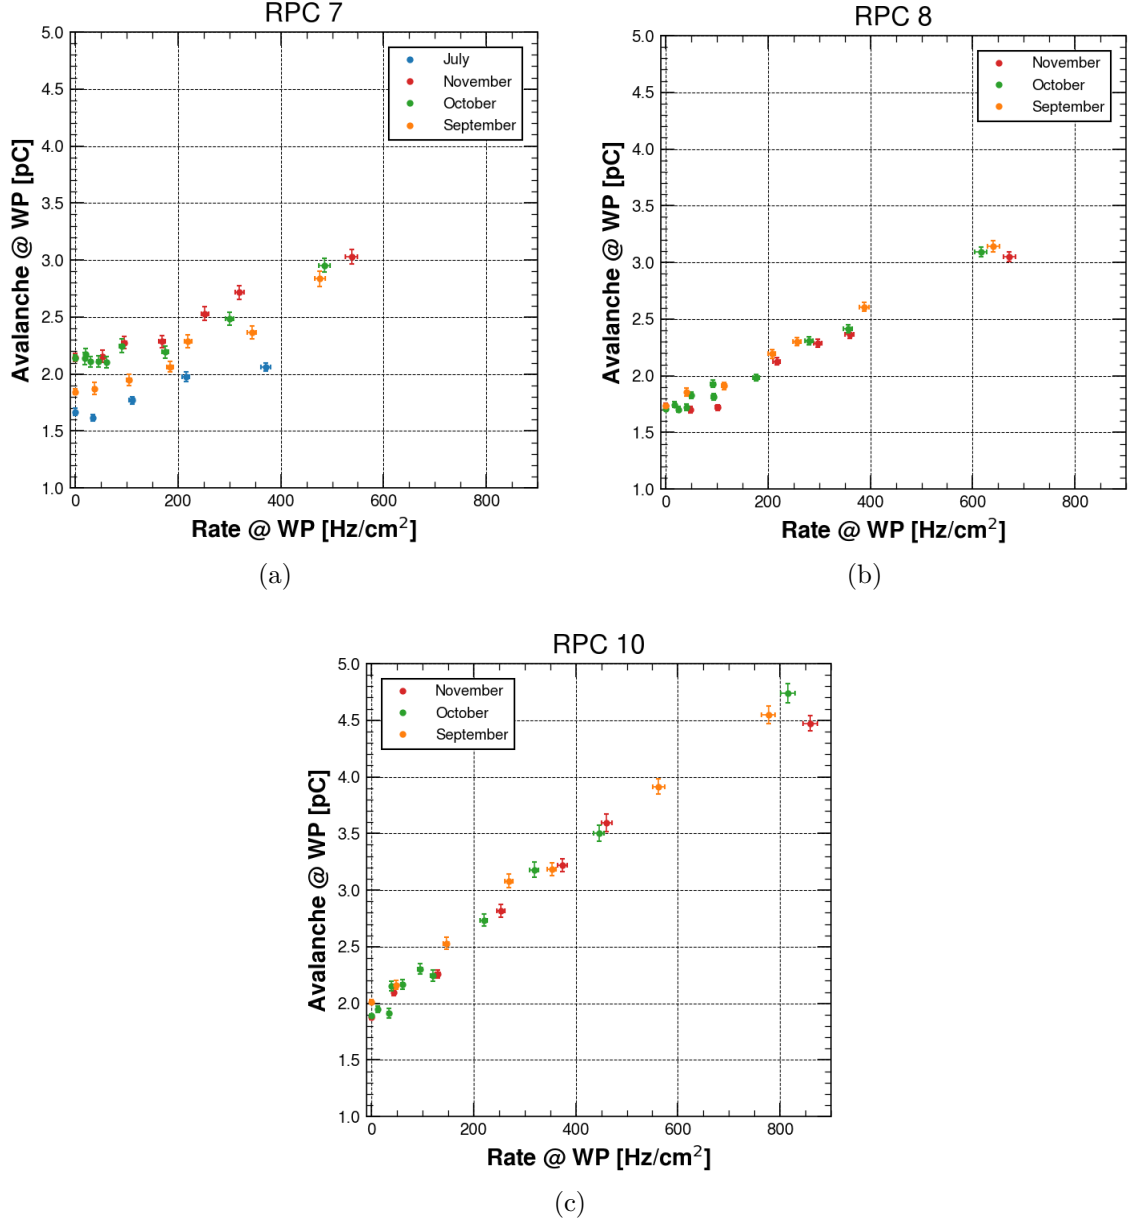 RPC 7
5.0
4.5
4.0
3.5
3.0
2.5
2.0
1.5
1.0
Avalanche @ WP [pC]
July
November
October
September
0 200 400 600 800
Rate @ WP [Hz/cm²]
(a)
RPC 8
5.0
4.5
4.0
3.5
3.0
2.5
2.0
1.5
1.0
Avalanche @ WP [pC]
November
October
September
0 200 400 600 800
Rate @ WP [Hz/cm²]
(b)
RPC 10
5.0
4.5
4.0
3.5
3.0
2.5
2.0
1.5
1.0
Avalanche @ WP [pC]
November
October
September
0 200 400 600 800
Rate @ WP [Hz/cm²]
(c)